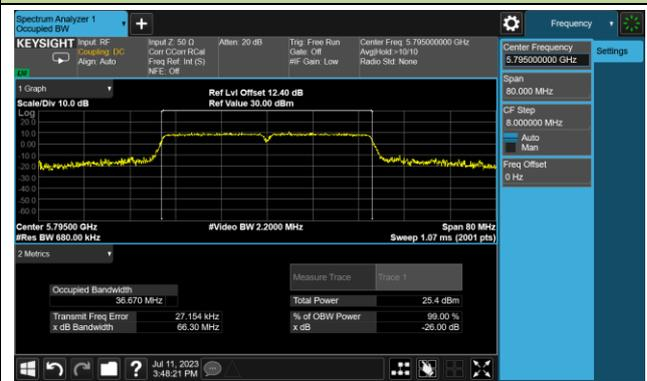 Spectrum Analyzer 1
Occupied BW
+
Frequency
KEYSIGHT
Input: RF
Coupling: DC
Align: Auto
Input Z: 50 Ω
Corr CCorr RCal
Freq Ref: Int (S)
NFE: Off
Atten: 20 dB
Trig: Free Run
Gate: Off
#IF Gain: Low
Center Freq: 5.795000000 GHz
Avg|Hold:>10/10
Radio Std: None
Center Frequency
5.795000000 GHz
Settings
Span
80.000 MHz
CF Step
8.000000 MHz
Auto
Man
Freq Offset
0 Hz
1 Graph
Scale/Div 10.0 dB
Ref Lvl Offset 12.40 dB
Ref Value 30.00 dBm
Log
20.0
10.0
0.00
-10.0
-20.0
-30.0
-40.0
-50.0
-60.0
Center 5.79500 GHz
#Res BW 680.00 kHz
#Video BW 2.2000 MHz
Span 80 MHz
Sweep 1.07 ms (2001 pts)
2 Metrics
Measure Trace
Trace 1
Occupied Bandwidth
36.670 MHz
Total Power
25.4 dBm
Transmit Freq Error
27.154 kHz
% of OBW Power
99.00 %
x dB Bandwidth
66.30 MHz
x dB
-26.00 dB
?
Jul 11, 2023
3:48:21 PM